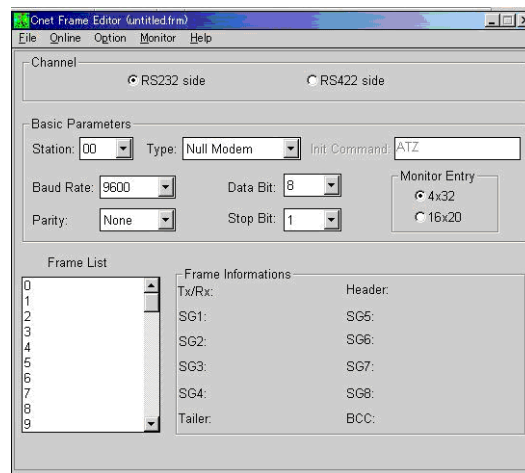 Cnet Frame Editor (untitled.frm)
File Online Option Monitor Help
Channel
RS232 side RS422 side
Basic Parameters
Station: 00 Type: Null Modem Init Command: ATZ
Monitor Entry
Baud Rate: 9600 Data Bit: 8 4x32
Parity: None Stop Bit: 1 16x20
Frame List
Frame Informations
0
1
2
3
4
5
6
7
8
9
Tx/Rx: Header:
SG1: SG5:
SG2: SG6:
SG3: SG7:
SG4: SG8:
Tailer: BCC: